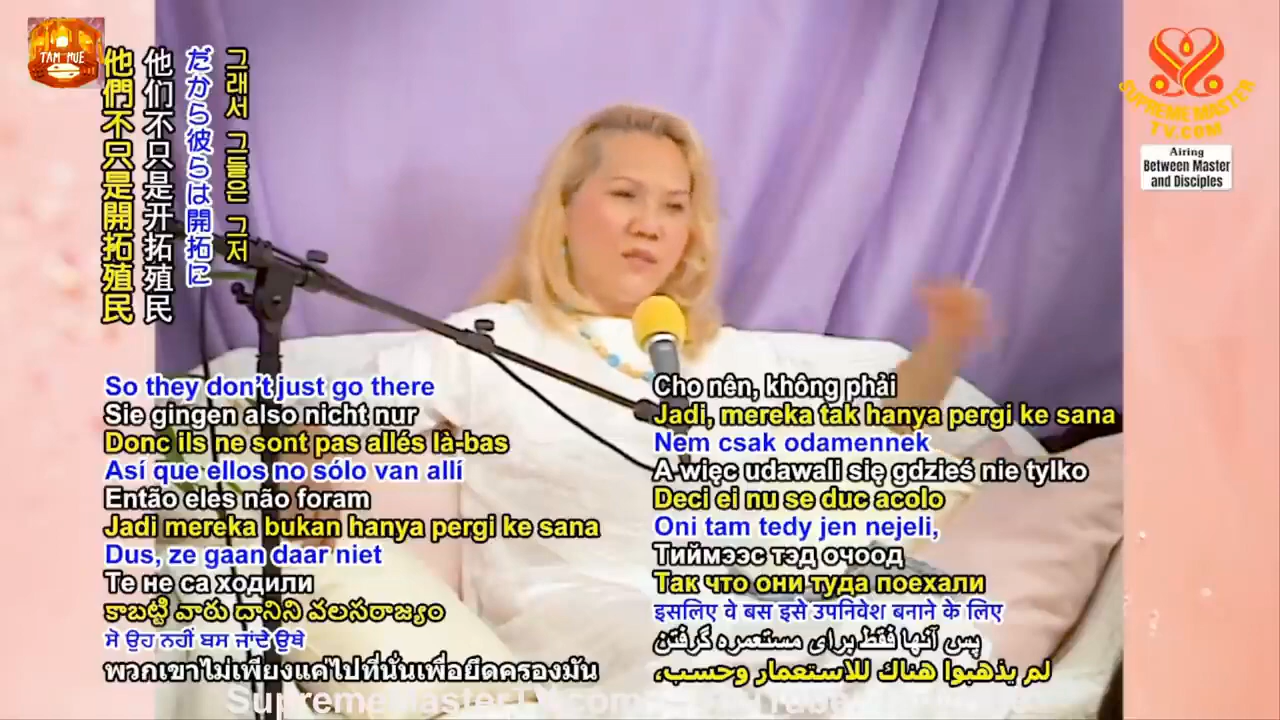 TAM HUE
他們不只是開拓殖民
他们不只是开拓殖民
だから彼らは開拓に
그래서 그들은 그저
SUPREME MASTER
TV.COM
Airing
Between Master
and Disciples
So they don't just go there
Sie gingen also nicht nur
Donc ils ne sont pas allés là-bas
Así que ellos no sólo van allí
Então eles não foram
Jadi mereka bukan hanya pergi ke sana
Dus, ze gaan daar niet
Те не са ходили
కాబట్టి వారు దానిని వలసరాజ్యం
ਸੋ ਉਹ ਨਹੀਂ ਬਸ ਜਾਂਦੇ ਉਥੇ
พวกเขาไม่เพียงแค่ไปที่นั่นเพื่อยึดครองมัน
Cho nên, không phải
Jadi, mereka tak hanya pergi ke sana
Nem csak odamennek
A więc udawali się gdzieś nie tylko
Deci ei nu se duc acolo
Oni tam tedy jen nejeli,
Тиймээс тэд очоод
Так что они туда поехали
इसलिए वे बस इसे उपनिवेश बनाने के लिए
پس آنها فقط برای مستعمره گرفتن
لم يذهبوا هناك للاستعمار وحسب،
SupremeMasterTV.com